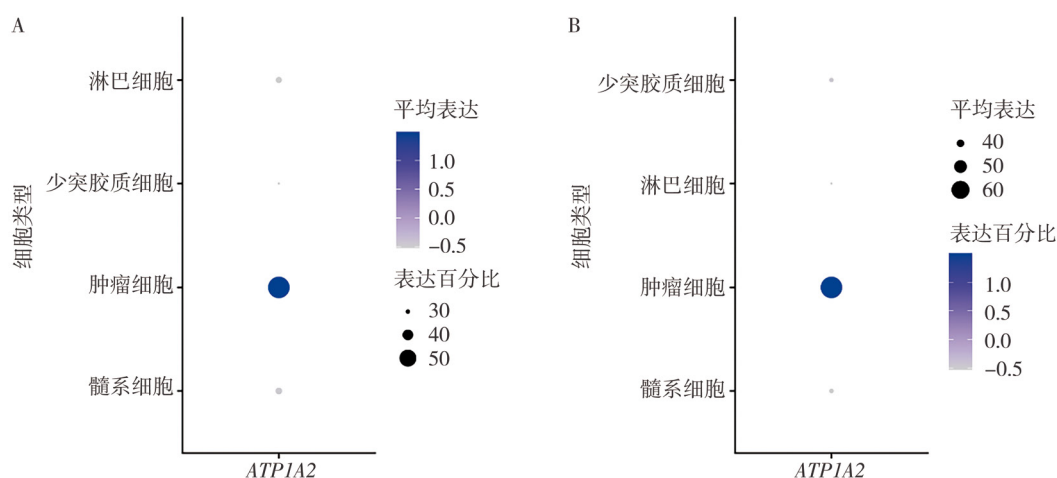 A
细胞类型
淋巴细胞
少突胶质细胞
肿瘤细胞
髓系细胞
ATP1A2
平均表达
1.0
0.5
0.0
-0.5
表达百分比
30
40
50
B
细胞类型
少突胶质细胞
淋巴细胞
肿瘤细胞
髓系细胞
ATP1A2
平均表达
40
50
60
表达百分比
1.0
0.5
0.0
-0.5